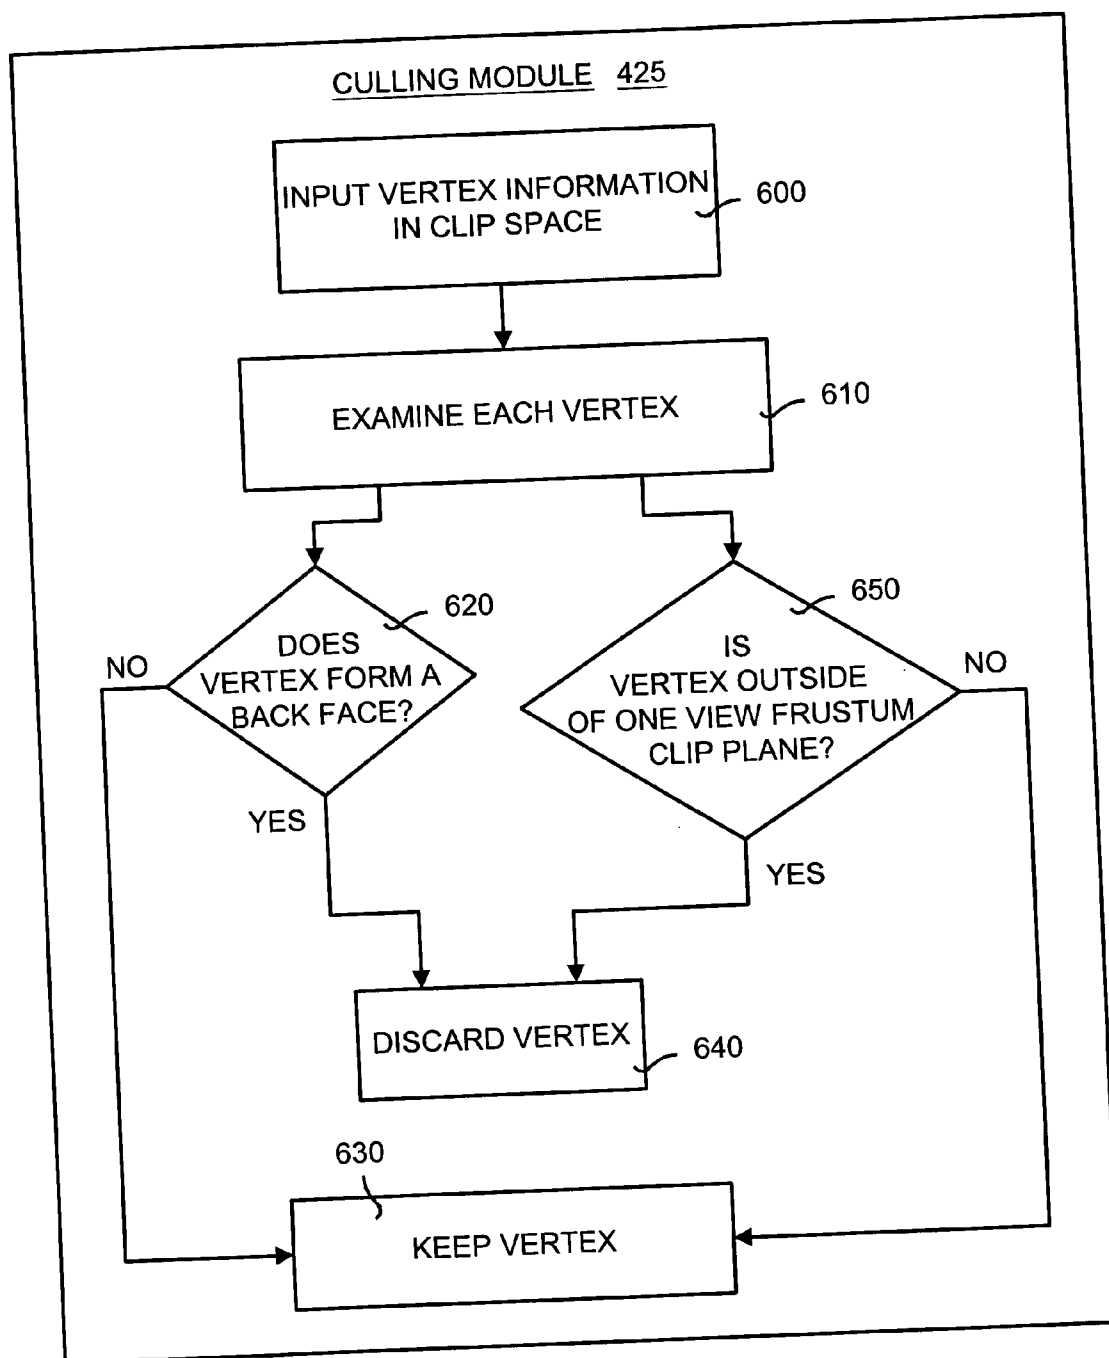 CULLING MODULE 425
INPUT VERTEX INFORMATION
IN CLIP SPACE
600
EXAMINE EACH VERTEX
610
DOES
VERTEX FORM A
BACK FACE?
620
NO
YES
IS
VERTEX OUTSIDE
OF ONE VIEW FRUSTUM
CLIP PLANE?
650
NO
YES
DISCARD VERTEX
640
630
KEEP VERTEX